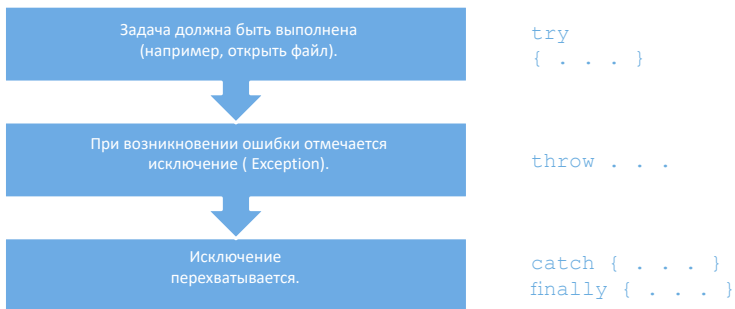 Задача должна быть выполнена
(например, открыть файл).
try
{ . . . }
При возникновении ошибки отмечается
исключение ( Exception).
throw . . .
Исключение
перехватывается.
catch { . . . }
finally { . . . }